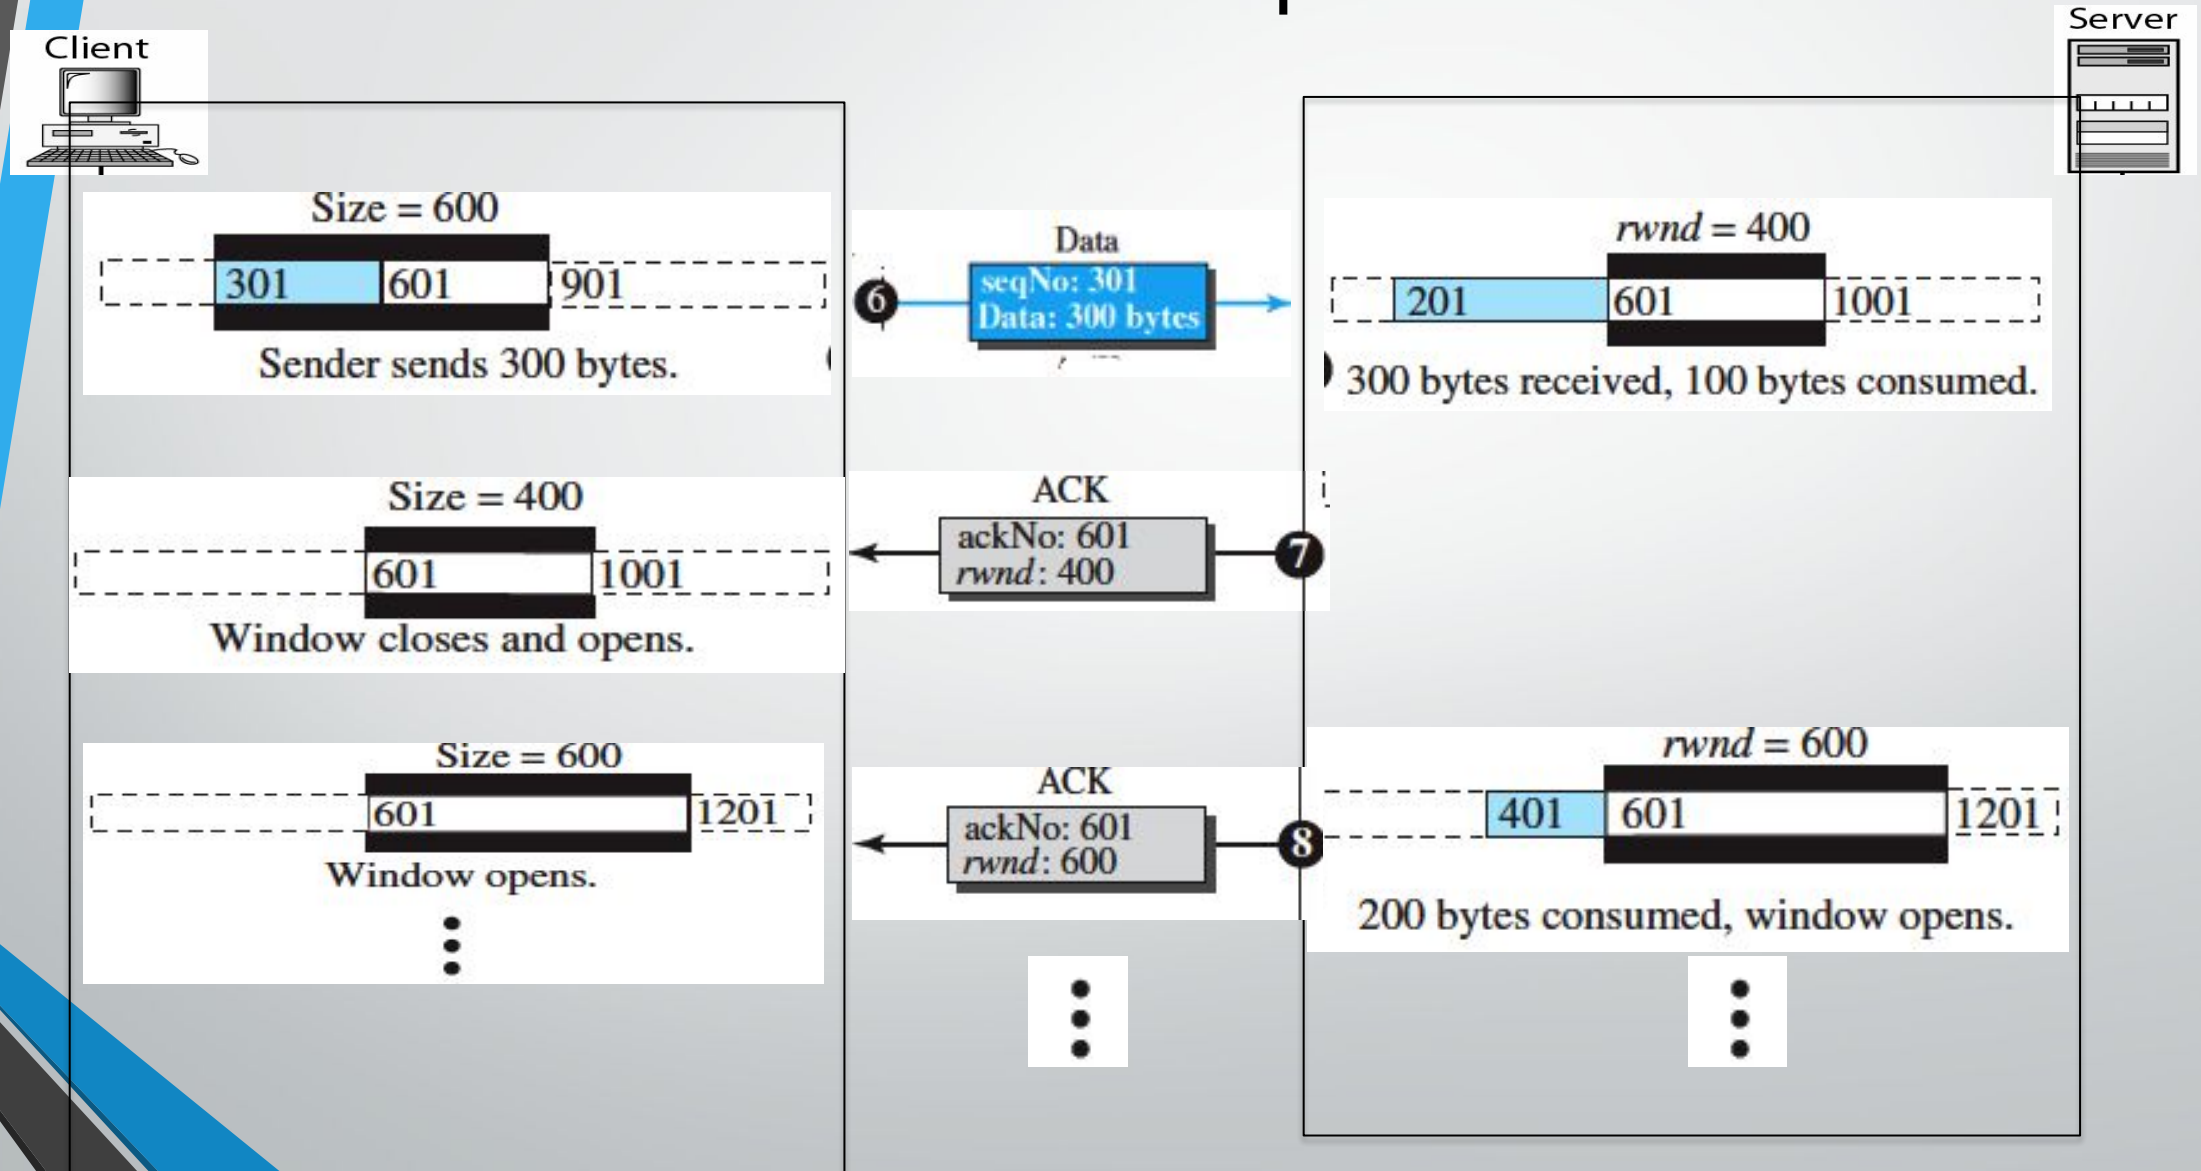 Client
Server
Size = 600
301
601
901
Sender sends 300 bytes.
6
Data
seqNo: 301
Data: 300 bytes
rwnd = 400
201
601
1001
300 bytes received, 100 bytes consumed.
Size = 400
601
1001
Window closes and opens.
ACK
ackNo: 601
rwnd: 400
7
Size = 600
601
1201
Window opens.
ACK
ackNo: 601
rwnd: 600
8
rwnd = 600
401
601
1201
200 bytes consumed, window opens.